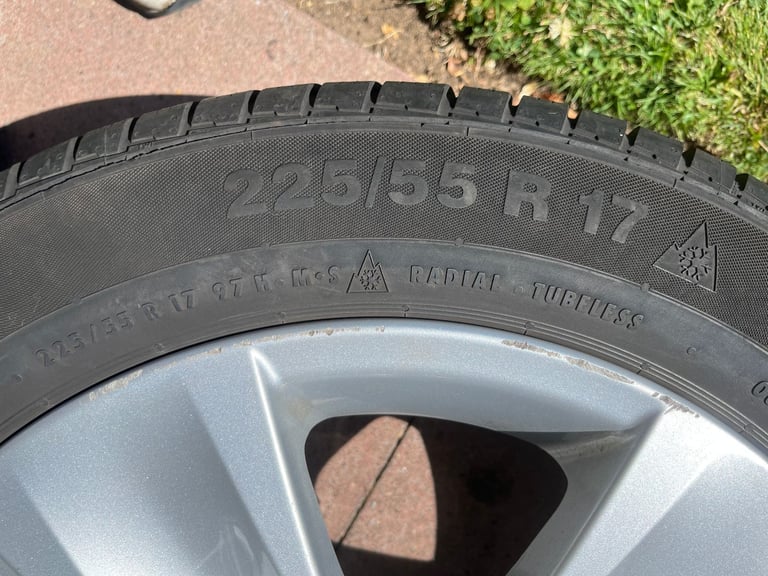 225/55 R 17
225/55 R 17 97 H · M·S RADIAL · TUBELESS ·